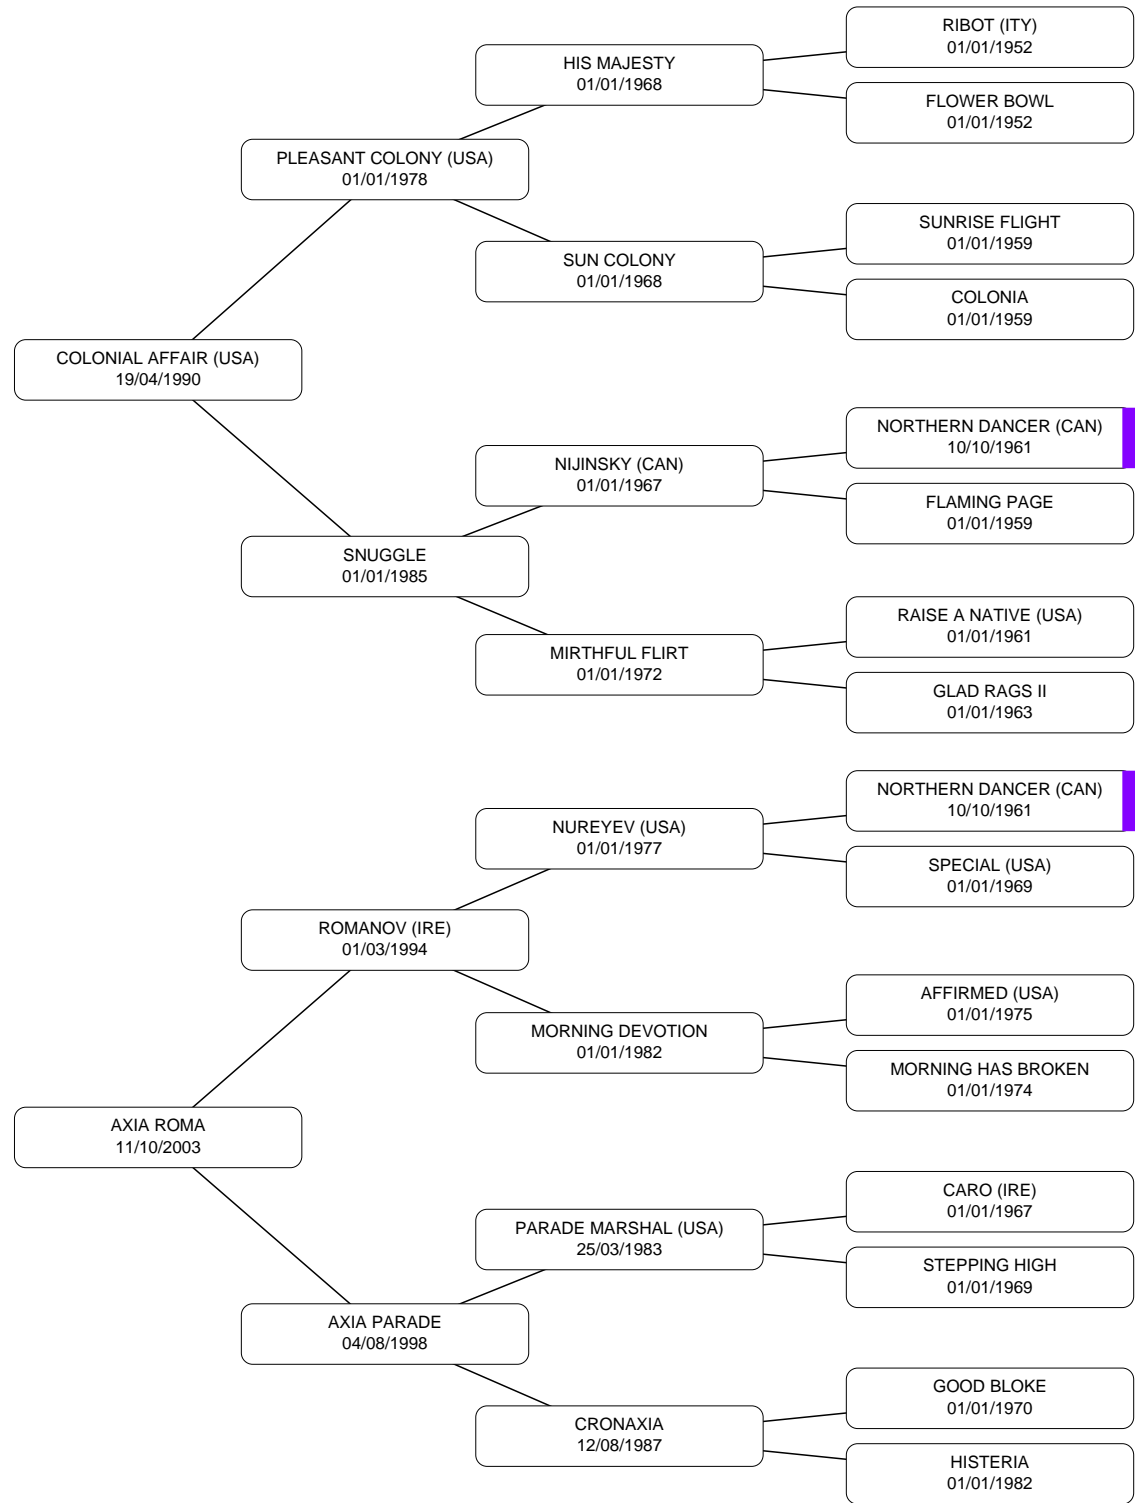 RIBOT (ITY)
01/01/1952
HIS MAJESTY
01/01/1968
FLOWER BOWL
01/01/1952
PLEASANT COLONY (USA)
01/01/1978
SUNRISE FLIGHT
01/01/1959
SUN COLONY
01/01/1968
COLONIA
01/01/1959
COLONIAL AFFAIR (USA)
19/04/1990
NORTHERN DANCER (CAN)
10/10/1961
NIJINSKY (CAN)
01/01/1967
FLAMING PAGE
01/01/1959
SNUGGLE
01/01/1985
RAISE A NATIVE (USA)
01/01/1961
MIRTHFUL FLIRT
01/01/1972
GLAD RAGS II
01/01/1963
NORTHERN DANCER (CAN)
10/10/1961
NUREYEV (USA)
01/01/1977
SPECIAL (USA)
01/01/1969
ROMANOV (IRE)
01/03/1994
AFFIRMED (USA)
01/01/1975
MORNING DEVOTION
01/01/1982
MORNING HAS BROKEN
01/01/1974
AXIA ROMA
11/10/2003
CARO (IRE)
01/01/1967
PARADE MARSHAL (USA)
25/03/1983
STEPPING HIGH
01/01/1969
AXIA PARADE
04/08/1998
GOOD BLOKE
01/01/1970
CRONAXIA
12/08/1987
HISTERIA
01/01/1982